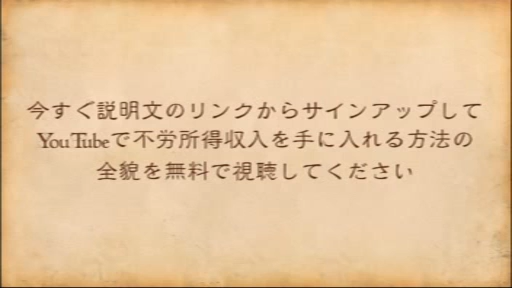 今すぐ説明文のリンクからサインアップして
YouTubeで不労所得収入を手に入れる方法の
全貌を無料で視聴してください